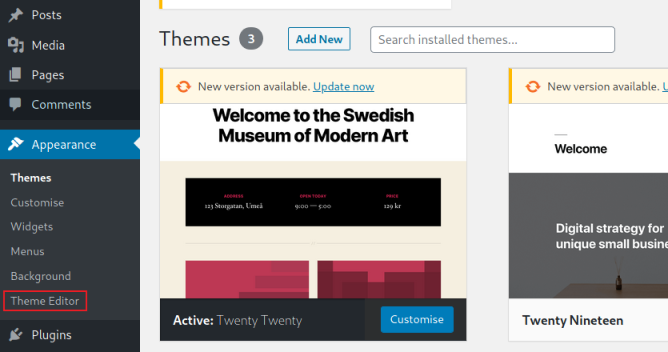 Posts
Media
Pages
Comments
Appearance
Themes
Customise
Widgets
Menus
Background
Theme Editor
Plugins
Themes 3 Add New Search installed themes...
New version available. Update now
Welcome to the Swedish
Museum of Modern Art
ADDRESS OPEN TODAY PRICE
123 Storgatan, Umeå 9:00 — 5:00 129 kr
Active: Twenty Twenty Customise
New version available.
Welcome
Digital strategy for
unique small
Twenty Nineteen